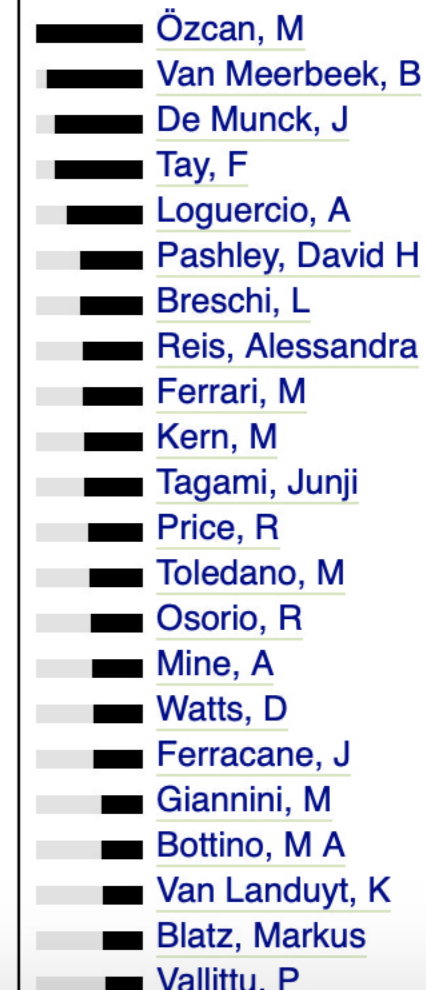 Özcan, M
Van Meerbeek, B
De Munck, J
Tay, F
Loguercio, A
Pashley, David H
Breschi, L
Reis, Alessandra
Ferrari, M
Kern, M
Tagami, Junji
Price, R
Toledano, M
Osorio, R
Mine, A
Watts, D
Ferracane, J
Giannini, M
Bottino, M A
Van Landuyt, K
Blatz, Markus
Vallittu, P